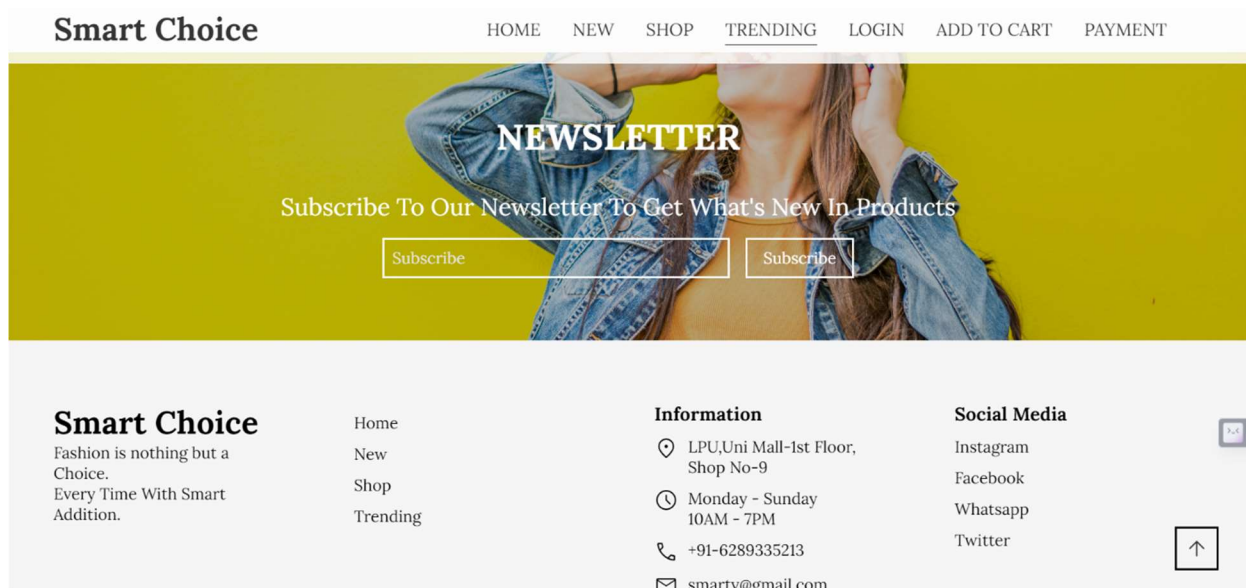 Smart Choice
HOME NEW SHOP TRENDING LOGIN ADD TO CART PAYMENT
NEWSLETTER
Subscribe To Our Newsletter To Get What's New In Products
Subscribe
Subscribe
Smart Choice
Fashion is nothing but a
Choice.
Every Time With Smart
Addition.
Home
New
Shop
Trending
Information
LPU,Uni Mall-1st Floor,
Shop No-9
Monday - Sunday
10AM - 7PM
+91-6289335213
smarty@gmail.com
Social Media
Instagram
Facebook
Whatsapp
Twitter